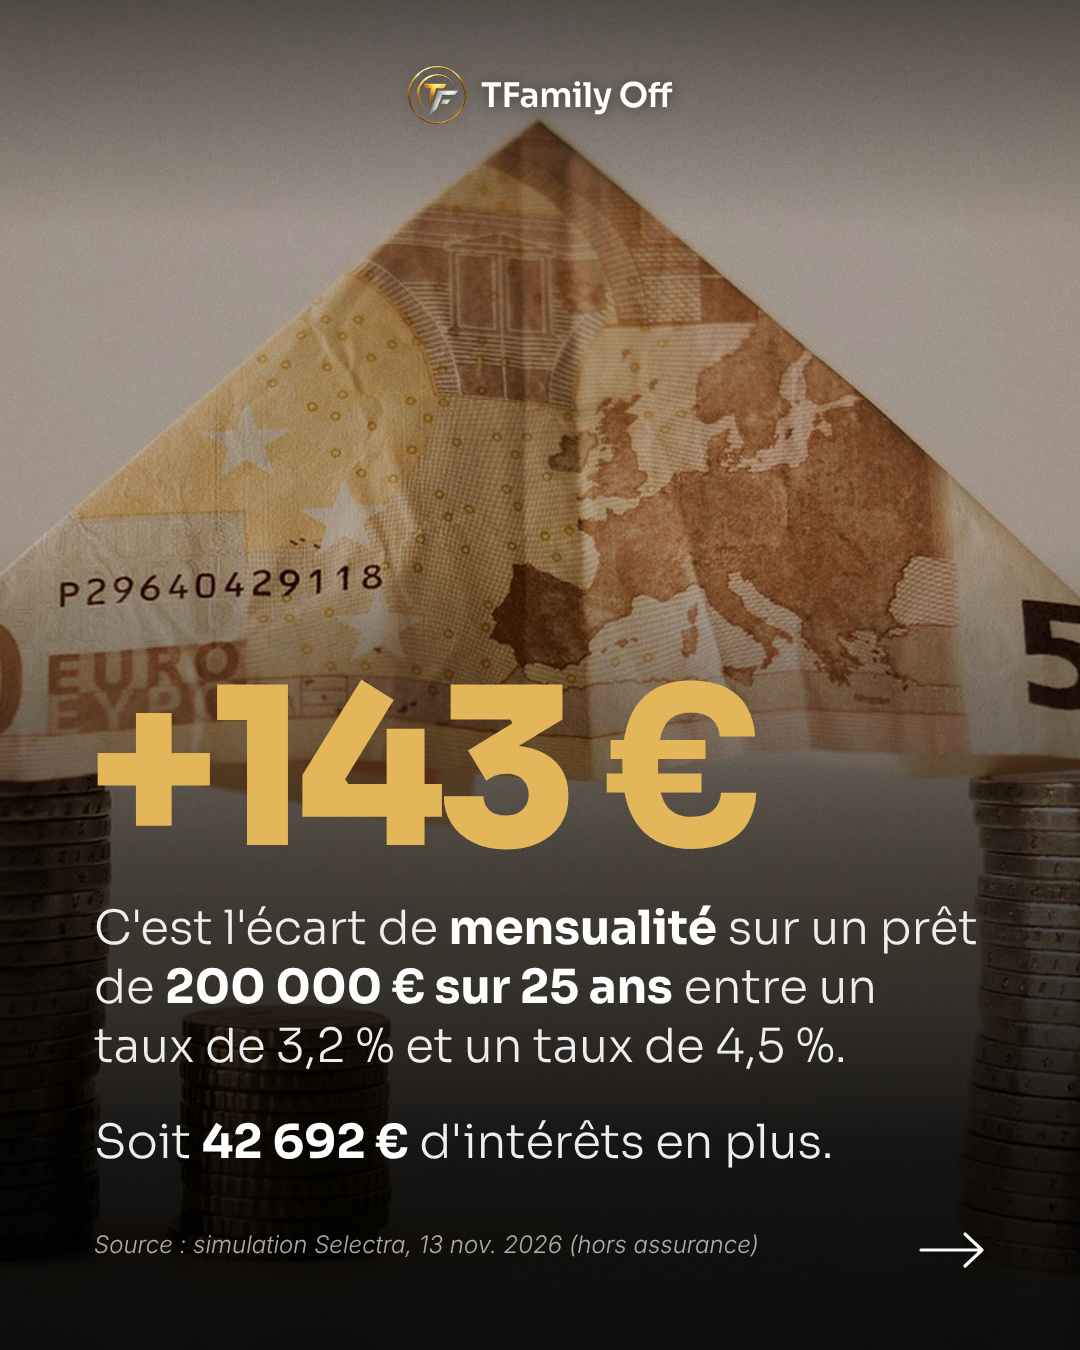 TFamily Off
P29640429118
EURO
+143 €
C'est l'écart de mensualité sur un prêt
de 200 000 € sur 25 ans entre un
taux de 3,2 % et un taux de 4,5 %.
Soit 42 692 € d'intérêts en plus.
Source : simulation Selectra, 13 nov. 2026 (hors assurance)